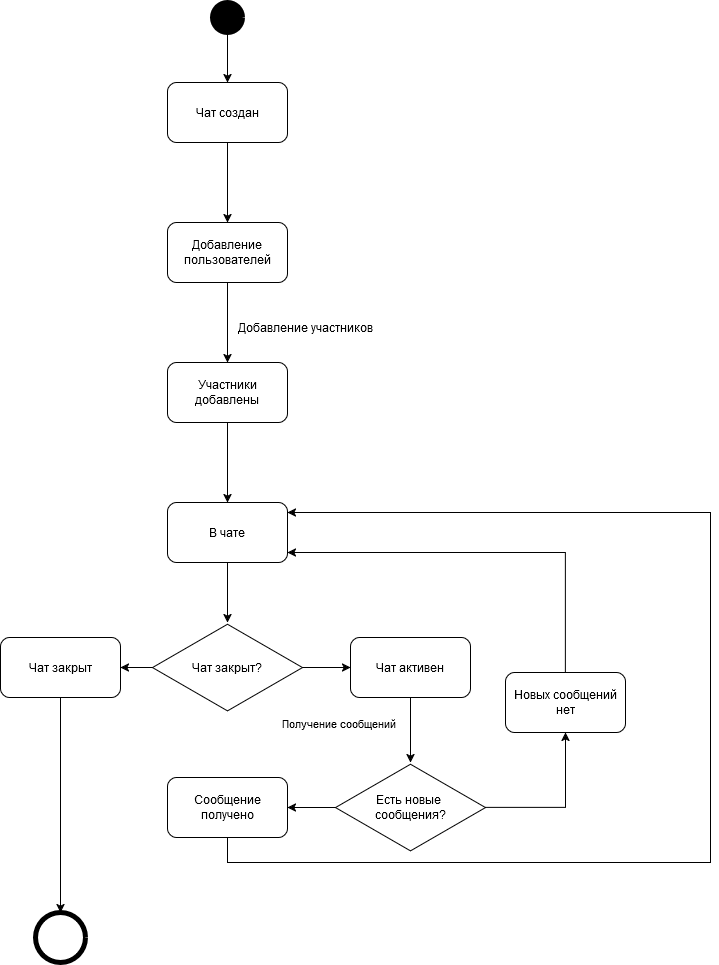 Чат создан
Добавление
пользователей
Добавление участников
Участники
добавлены
В чате
Чат закрыт
Чат закрыт?
Чат активен
Новых сообщений
нет
Получение сообщений
Сообщение
получено
Есть новые
сообщения?